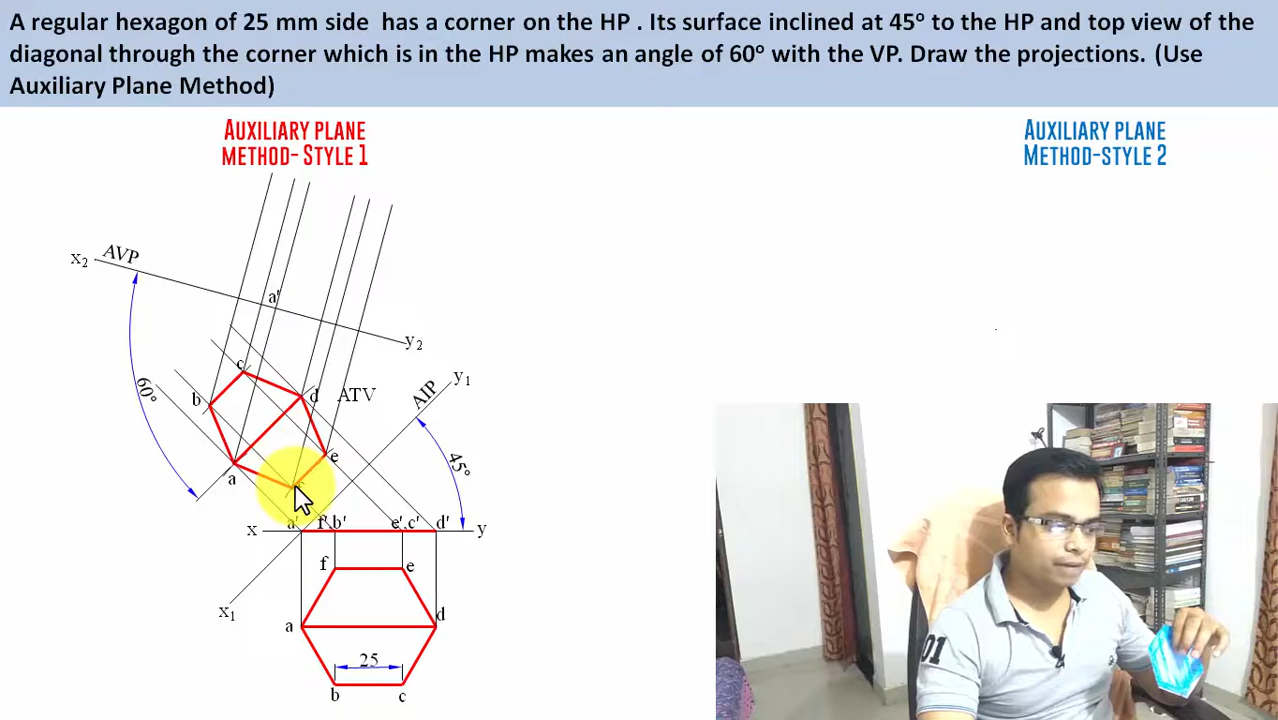 A regular hexagon of 25 mm side has a corner on the HP . Its surface inclined at 45° to the HP and top view of the
diagonal through the corner which is in the HP makes an angle of 60° with the VP. Draw the projections. (Use
Auxiliary Plane Method)
AUXILIARY PLANE
METHOD- STYLE 1
AUXILIARY PLANE
METHOD-STYLE 2
x2
AVP
a'
y2
60°
c
b
d
ATV
AIP
y1
45°
a
e
x
a'
f',b'
e',c'
d'
y
f
e
x1
a
d
25
b
c
01